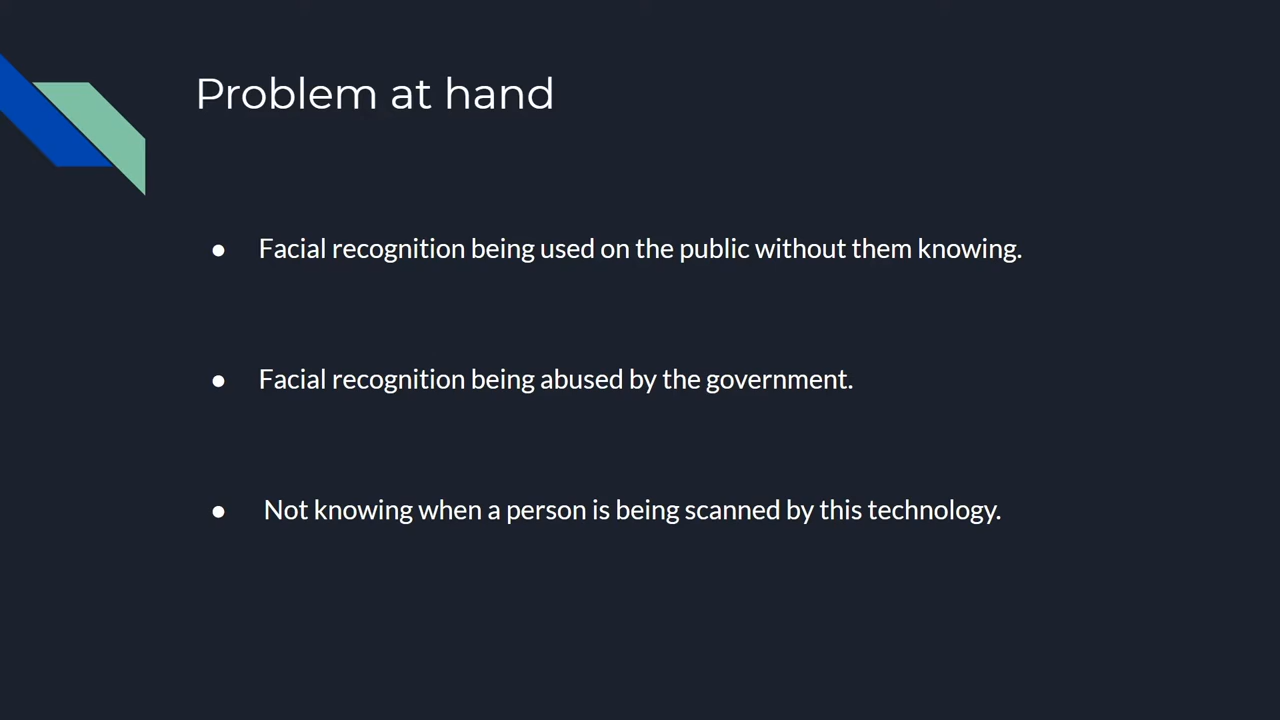 Problem at hand
● Facial recognition being used on the public without them knowing.
● Facial recognition being abused by the government.
● Not knowing when a person is being scanned by this technology.